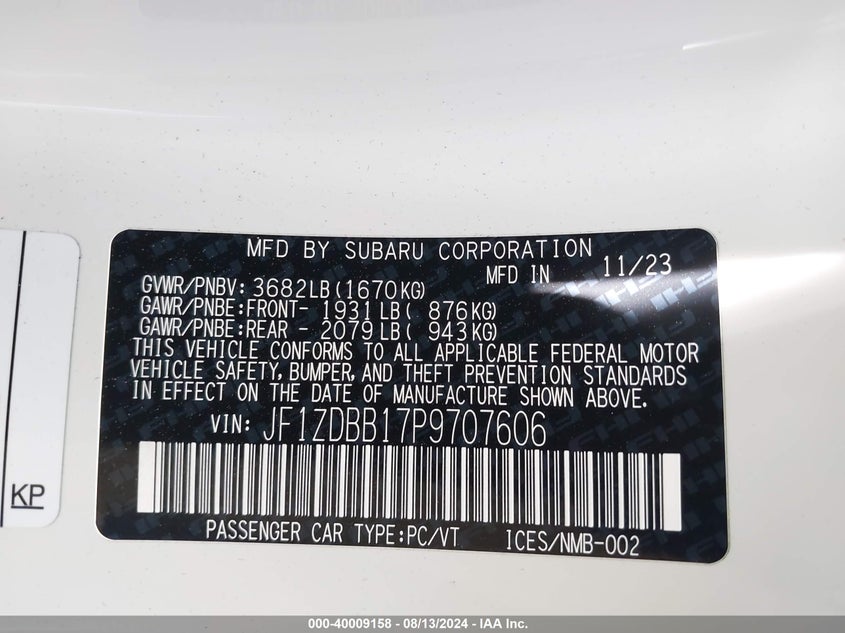 MFD BY SUBARU CORPORATION
MFD IN 11/23
GVWR/PNBV: 3682LB(1670KG)
GAWR/PNBE:FRONT- 1931LB( 876KG)
GAWR/PNBE:REAR - 2079LB( 943KG)
THIS VEHICLE CONFORMS TO ALL APPLICABLE FEDERAL MOTOR
VEHICLE SAFETY, BUMPER, AND THEFT PREVENTION STANDARDS
IN EFFECT ON THE DATE OF MANUFACTURE SHOWN ABOVE.
VIN: JF1ZDBB17P9707606
PASSENGER CAR TYPE:PC/VT ICES/NMB-002
KP
000-40009158 - 08/13/2024 - IAA Inc.